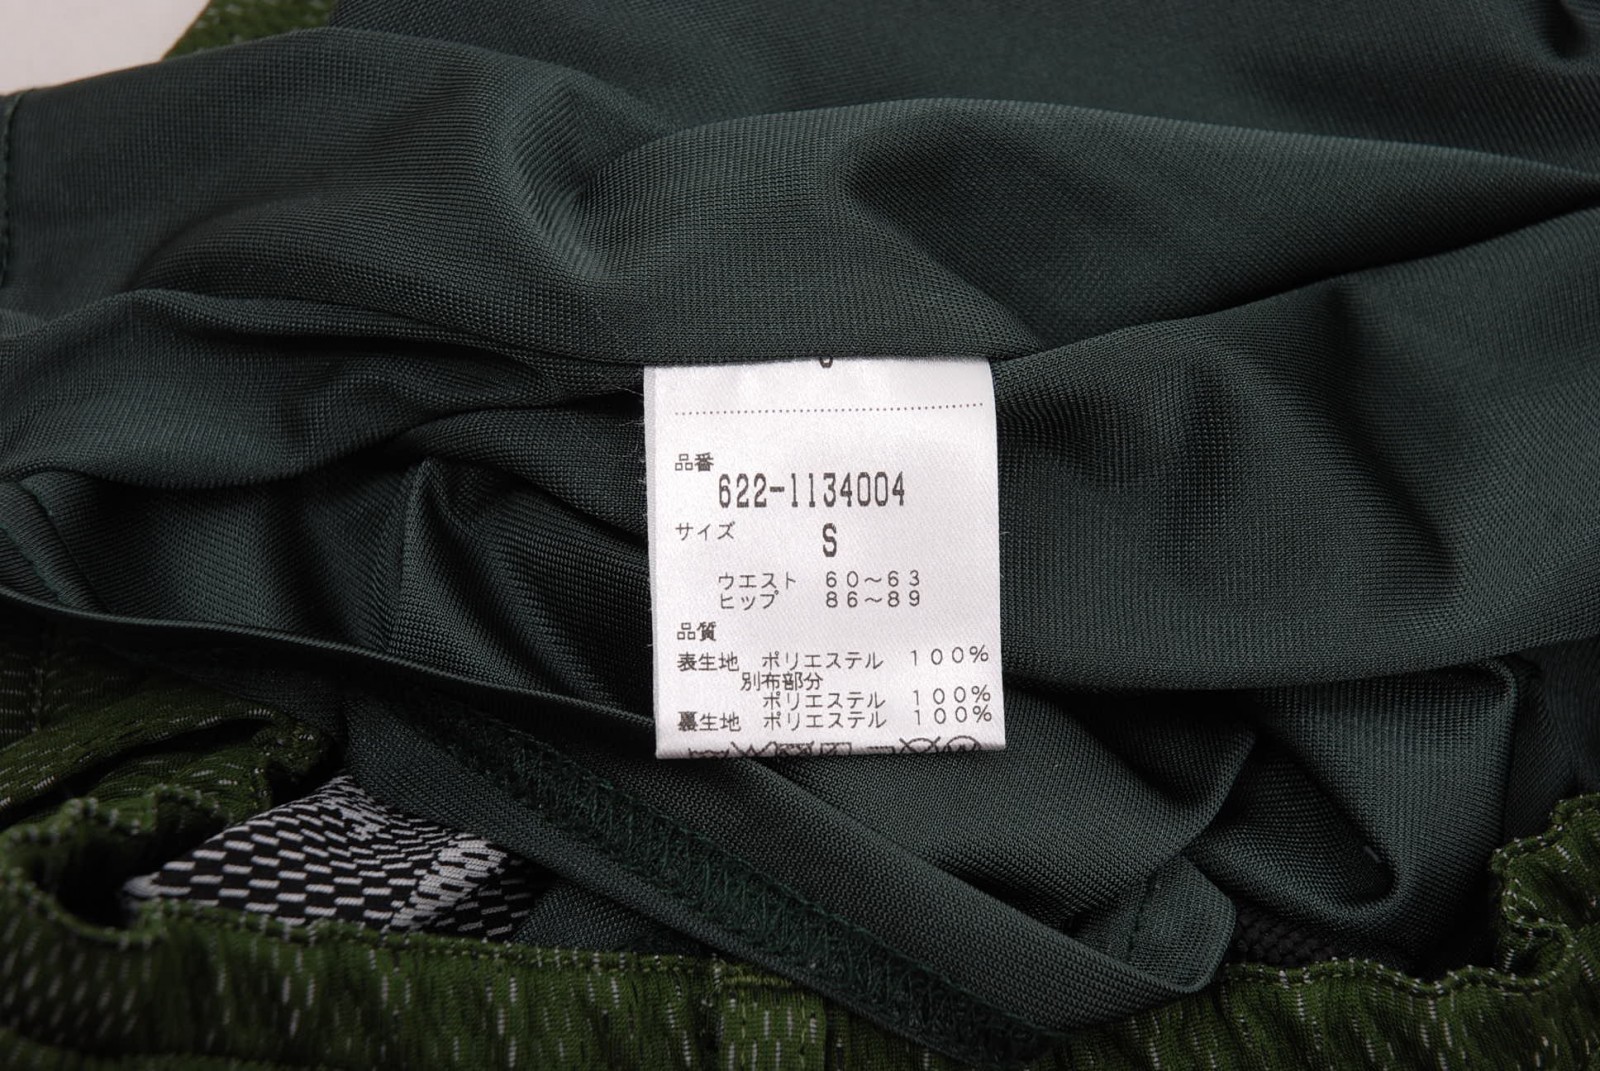 品番
622-1134004
サイズ S
ウエスト 60~63
ヒップ 86~89
品質
表生地 ポリエステル 100%
別布部分
ポリエステル 100%
裏生地 ポリエステル 100%